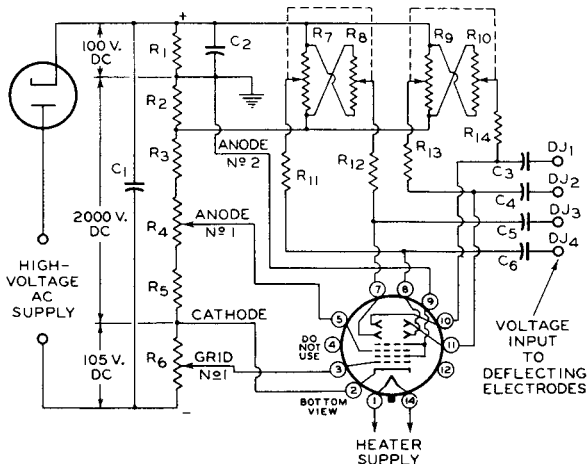 +
100 V.
DC
R1
C2
R7
R8
R9
R10
R2
R14
C1
R3
ANODE
Nº 2
R11
R12
R13
C3
DJ1
2000 V.
DC
R4
ANODE
Nº 1
C4
DJ2
C5
DJ3
C6
DJ4
HIGH-
VOLTAGE
AC
SUPPLY
R5
CATHODE
105 V.
DC
R6
GRID
Nº1
-
DO
NOT
USE
7
8
9
5
10
4
11
3
12
2
1
14
BOTTOM
VIEW
VOLTAGE
INPUT
TO
DEFLECTING
ELECTRODES
HEATER
SUPPLY